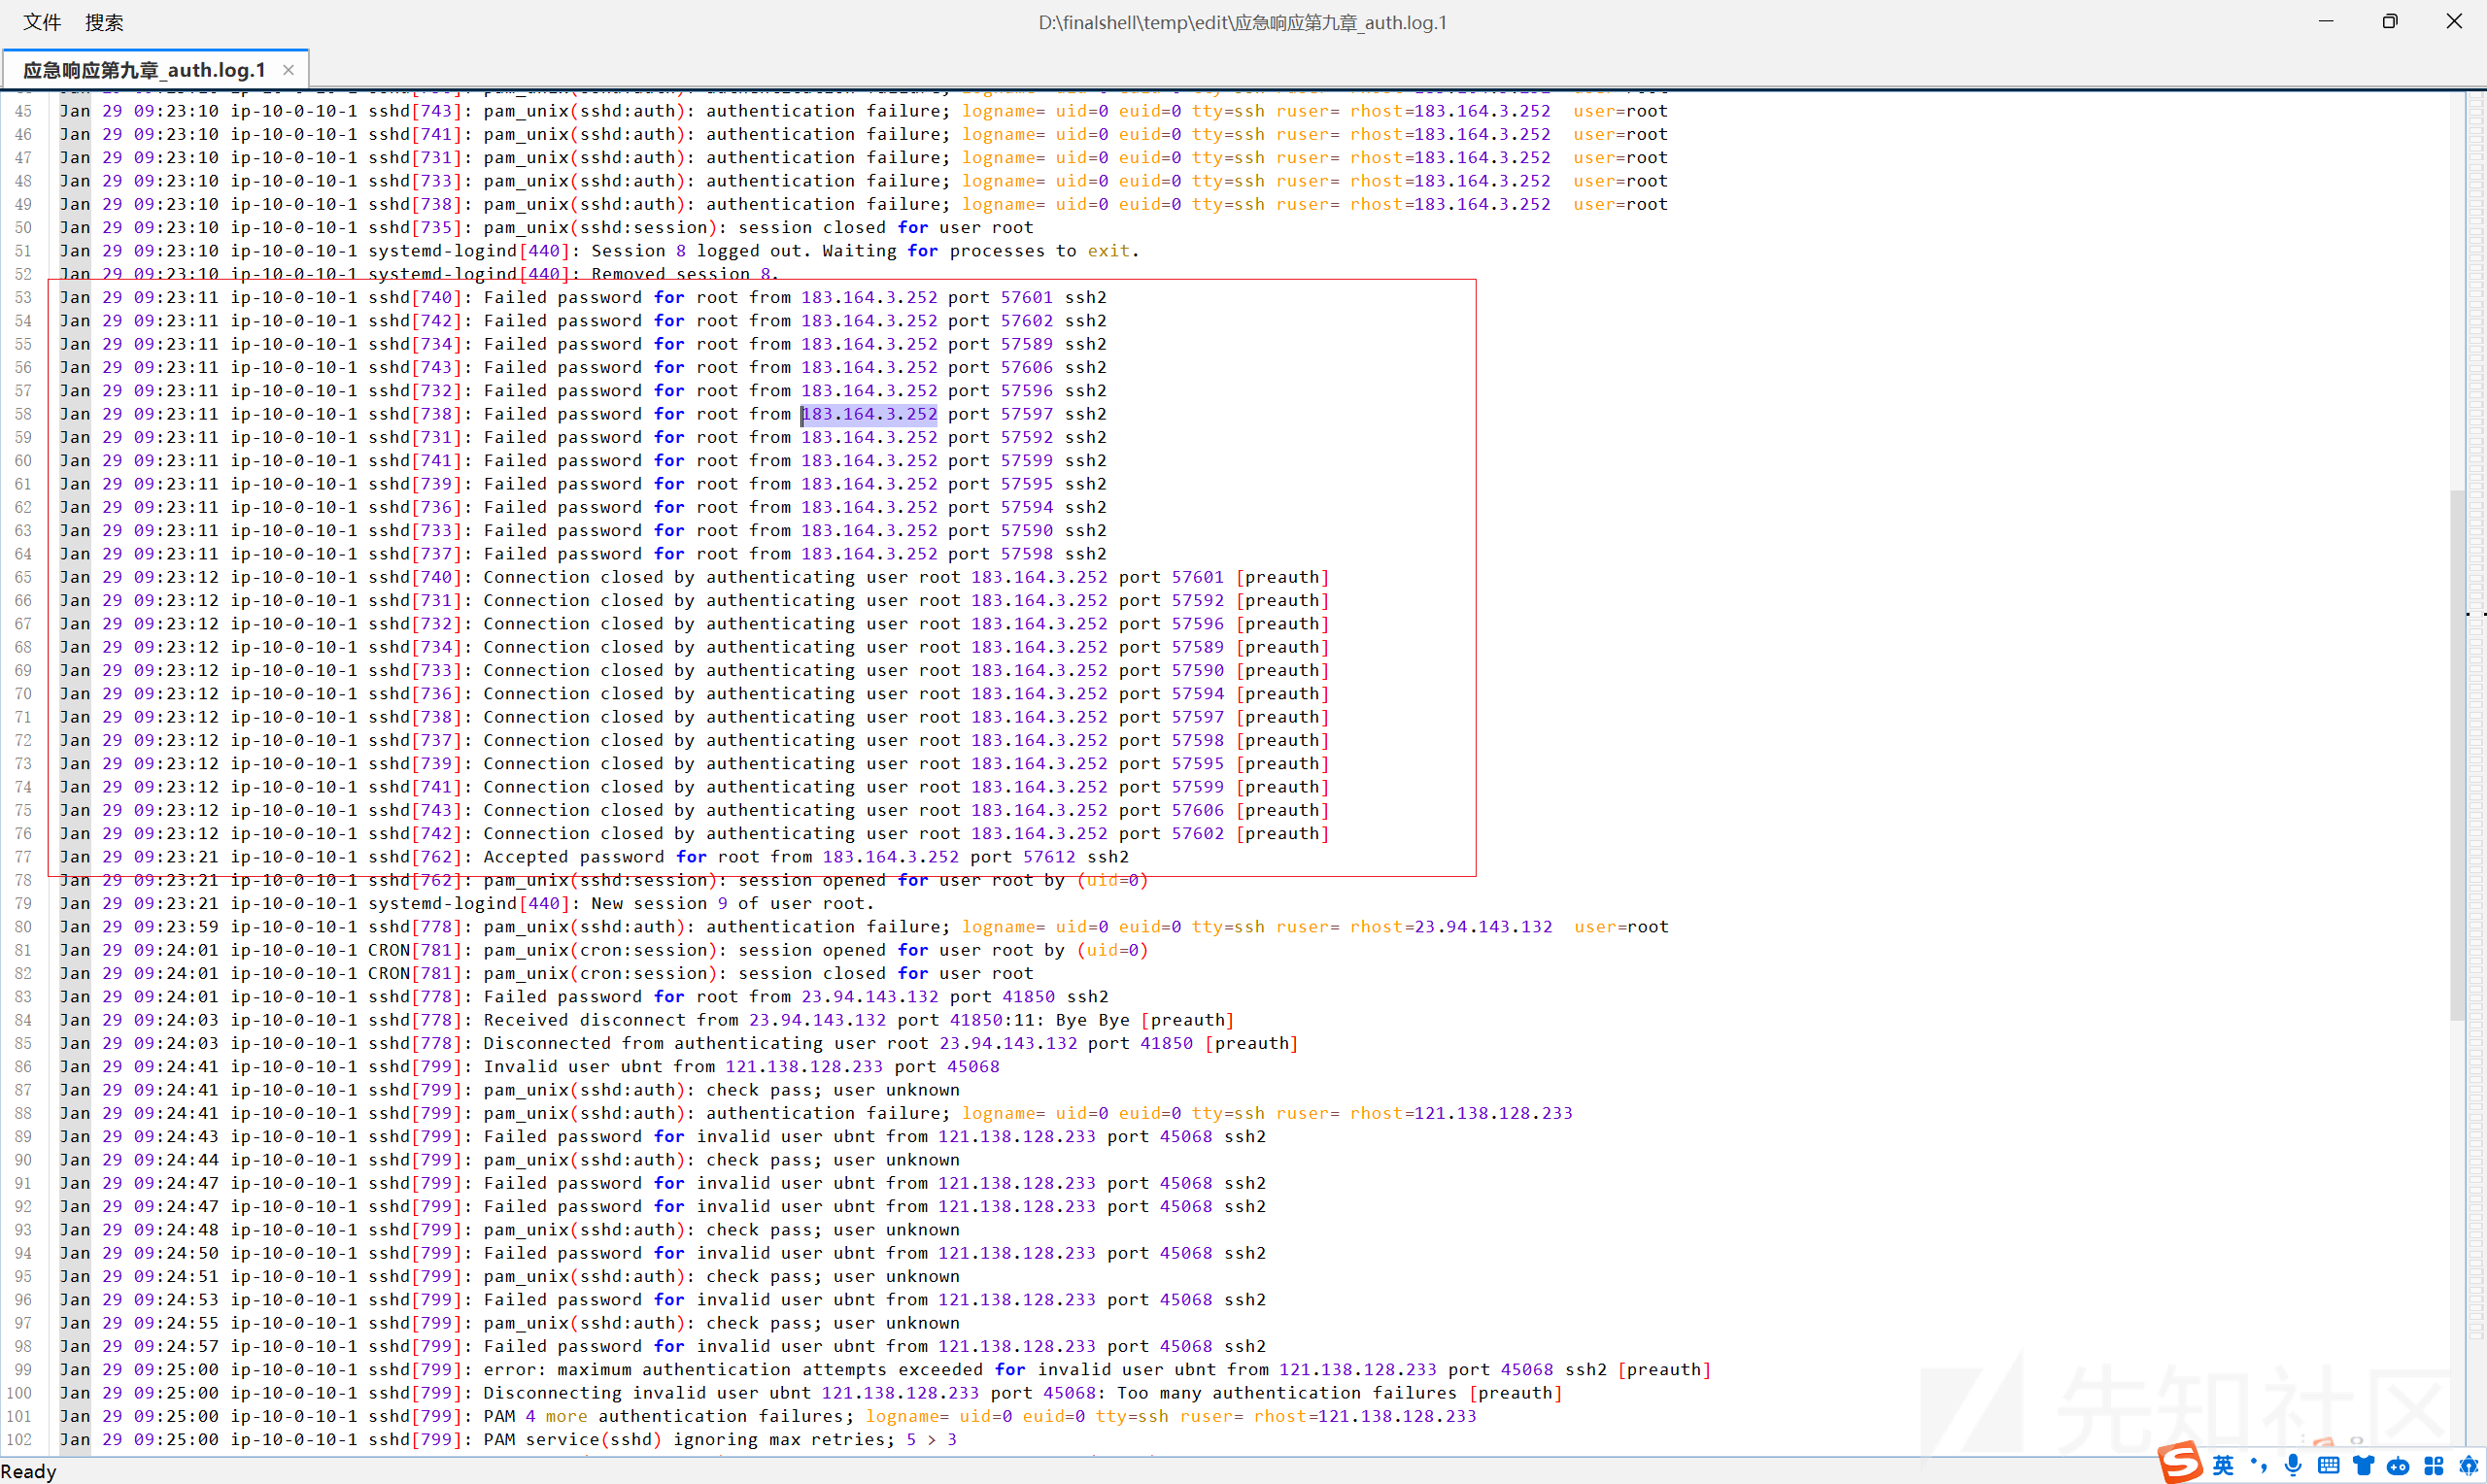 文件 搜索 D:\finalshell\temp\edit\应急响应第九章_auth.log.1
应急响应第九章_auth.log.1 ×
45 Jan 29 09:23:10 ip-10-0-10-1 sshd[743]: pam_unix(sshd:auth): authentication failure; logname= uid=0 euid=0 tty=ssh ruser= rhost=183.164.3.252  user=root
46 Jan 29 09:23:10 ip-10-0-10-1 sshd[741]: pam_unix(sshd:auth): authentication failure; logname= uid=0 euid=0 tty=ssh ruser= rhost=183.164.3.252  user=root
47 Jan 29 09:23:10 ip-10-0-10-1 sshd[731]: pam_unix(sshd:auth): authentication failure; logname= uid=0 euid=0 tty=ssh ruser= rhost=183.164.3.252  user=root
48 Jan 29 09:23:10 ip-10-0-10-1 sshd[733]: pam_unix(sshd:auth): authentication failure; logname= uid=0 euid=0 tty=ssh ruser= rhost=183.164.3.252  user=root
49 Jan 29 09:23:10 ip-10-0-10-1 sshd[738]: pam_unix(sshd:auth): authentication failure; logname= uid=0 euid=0 tty=ssh ruser= rhost=183.164.3.252  user=root
50 Jan 29 09:23:10 ip-10-0-10-1 sshd[735]: pam_unix(sshd:session): session closed for user root
51 Jan 29 09:23:10 ip-10-0-10-1 systemd-logind[440]: Session 8 logged out. Waiting for processes to exit.
52 Jan 29 09:23:10 ip-10-0-10-1 systemd-logind[440]: Removed session 8.
53 Jan 29 09:23:11 ip-10-0-10-1 sshd[740]: Failed password for root from 183.164.3.252 port 57601 ssh2
54 Jan 29 09:23:11 ip-10-0-10-1 sshd[742]: Failed password for root from 183.164.3.252 port 57602 ssh2
55 Jan 29 09:23:11 ip-10-0-10-1 sshd[734]: Failed password for root from 183.164.3.252 port 57589 ssh2
56 Jan 29 09:23:11 ip-10-0-10-1 sshd[743]: Failed password for root from 183.164.3.252 port 57606 ssh2
57 Jan 29 09:23:11 ip-10-0-10-1 sshd[732]: Failed password for root from 183.164.3.252 port 57596 ssh2
58 Jan 29 09:23:11 ip-10-0-10-1 sshd[738]: Failed password for root from 183.164.3.252 port 57597 ssh2
59 Jan 29 09:23:11 ip-10-0-10-1 sshd[731]: Failed password for root from 183.164.3.252 port 57592 ssh2
60 Jan 29 09:23:11 ip-10-0-10-1 sshd[741]: Failed password for root from 183.164.3.252 port 57599 ssh2
61 Jan 29 09:23:11 ip-10-0-10-1 sshd[739]: Failed password for root from 183.164.3.252 port 57595 ssh2
62 Jan 29 09:23:11 ip-10-0-10-1 sshd[736]: Failed password for root from 183.164.3.252 port 57594 ssh2
63 Jan 29 09:23:11 ip-10-0-10-1 sshd[733]: Failed password for root from 183.164.3.252 port 57590 ssh2
64 Jan 29 09:23:11 ip-10-0-10-1 sshd[737]: Failed password for root from 183.164.3.252 port 57598 ssh2
65 Jan 29 09:23:12 ip-10-0-10-1 sshd[740]: Connection closed by authenticating user root 183.164.3.252 port 57601 [preauth]
66 Jan 29 09:23:12 ip-10-0-10-1 sshd[731]: Connection closed by authenticating user root 183.164.3.252 port 57592 [preauth]
67 Jan 29 09:23:12 ip-10-0-10-1 sshd[732]: Connection closed by authenticating user root 183.164.3.252 port 57596 [preauth]
68 Jan 29 09:23:12 ip-10-0-10-1 sshd[734]: Connection closed by authenticating user root 183.164.3.252 port 57589 [preauth]
69 Jan 29 09:23:12 ip-10-0-10-1 sshd[733]: Connection closed by authenticating user root 183.164.3.252 port 57590 [preauth]
70 Jan 29 09:23:12 ip-10-0-10-1 sshd[736]: Connection closed by authenticating user root 183.164.3.252 port 57594 [preauth]
71 Jan 29 09:23:12 ip-10-0-10-1 sshd[738]: Connection closed by authenticating user root 183.164.3.252 port 57597 [preauth]
72 Jan 29 09:23:12 ip-10-0-10-1 sshd[737]: Connection closed by authenticating user root 183.164.3.252 port 57598 [preauth]
73 Jan 29 09:23:12 ip-10-0-10-1 sshd[739]: Connection closed by authenticating user root 183.164.3.252 port 57595 [preauth]
74 Jan 29 09:23:12 ip-10-0-10-1 sshd[741]: Connection closed by authenticating user root 183.164.3.252 port 57599 [preauth]
75 Jan 29 09:23:12 ip-10-0-10-1 sshd[743]: Connection closed by authenticating user root 183.164.3.252 port 57606 [preauth]
76 Jan 29 09:23:12 ip-10-0-10-1 sshd[742]: Connection closed by authenticating user root 183.164.3.252 port 57602 [preauth]
77 Jan 29 09:23:21 ip-10-0-10-1 sshd[762]: Accepted password for root from 183.164.3.252 port 57612 ssh2
78 Jan 29 09:23:21 ip-10-0-10-1 sshd[762]: pam_unix(sshd:session): session opened for user root by (uid=0)
79 Jan 29 09:23:21 ip-10-0-10-1 systemd-logind[440]: New session 9 of user root.
80 Jan 29 09:23:59 ip-10-0-10-1 sshd[778]: pam_unix(sshd:auth): authentication failure; logname= uid=0 euid=0 tty=ssh ruser= rhost=23.94.143.132  user=root
81 Jan 29 09:24:01 ip-10-0-10-1 CRON[781]: pam_unix(cron:session): session opened for user root by (uid=0)
82 Jan 29 09:24:01 ip-10-0-10-1 CRON[781]: pam_unix(cron:session): session closed for user root
83 Jan 29 09:24:01 ip-10-0-10-1 sshd[778]: Failed password for root from 23.94.143.132 port 41850 ssh2
84 Jan 29 09:24:03 ip-10-0-10-1 sshd[778]: Received disconnect from 23.94.143.132 port 41850:11: Bye Bye [preauth]
85 Jan 29 09:24:03 ip-10-0-10-1 sshd[778]: Disconnected from authenticating user root 23.94.143.132 port 41850 [preauth]
86 Jan 29 09:24:41 ip-10-0-10-1 sshd[799]: Invalid user ubnt from 121.138.128.233 port 45068
87 Jan 29 09:24:41 ip-10-0-10-1 sshd[799]: pam_unix(sshd:auth): check pass; user unknown
88 Jan 29 09:24:41 ip-10-0-10-1 sshd[799]: pam_unix(sshd:auth): authentication failure; logname= uid=0 euid=0 tty=ssh ruser= rhost=121.138.128.233
89 Jan 29 09:24:43 ip-10-0-10-1 sshd[799]: Failed password for invalid user ubnt from 121.138.128.233 port 45068 ssh2
90 Jan 29 09:24:44 ip-10-0-10-1 sshd[799]: pam_unix(sshd:auth): check pass; user unknown
91 Jan 29 09:24:47 ip-10-0-10-1 sshd[799]: Failed password for invalid user ubnt from 121.138.128.233 port 45068 ssh2
92 Jan 29 09:24:47 ip-10-0-10-1 sshd[799]: Failed password for invalid user ubnt from 121.138.128.233 port 45068 ssh2
93 Jan 29 09:24:48 ip-10-0-10-1 sshd[799]: pam_unix(sshd:auth): check pass; user unknown
94 Jan 29 09:24:50 ip-10-0-10-1 sshd[799]: Failed password for invalid user ubnt from 121.138.128.233 port 45068 ssh2
95 Jan 29 09:24:51 ip-10-0-10-1 sshd[799]: pam_unix(sshd:auth): check pass; user unknown
96 Jan 29 09:24:53 ip-10-0-10-1 sshd[799]: Failed password for invalid user ubnt from 121.138.128.233 port 45068 ssh2
97 Jan 29 09:24:55 ip-10-0-10-1 sshd[799]: pam_unix(sshd:auth): check pass; user unknown
98 Jan 29 09:24:57 ip-10-0-10-1 sshd[799]: Failed password for invalid user ubnt from 121.138.128.233 port 45068 ssh2
99 Jan 29 09:25:00 ip-10-0-10-1 sshd[799]: error: maximum authentication attempts exceeded for invalid user ubnt from 121.138.128.233 port 45068 ssh2 [preauth]
100 Jan 29 09:25:00 ip-10-0-10-1 sshd[799]: Disconnecting invalid user ubnt 121.138.128.233 port 45068: Too many authentication failures [preauth]
101 Jan 29 09:25:00 ip-10-0-10-1 sshd[799]: PAM 4 more authentication failures; logname= uid=0 euid=0 tty=ssh ruser= rhost=121.138.128.233
102 Jan 29 09:25:00 ip-10-0-10-1 sshd[799]: PAM service(sshd) ignoring max retries; 5 > 3
先知社区
Ready
英